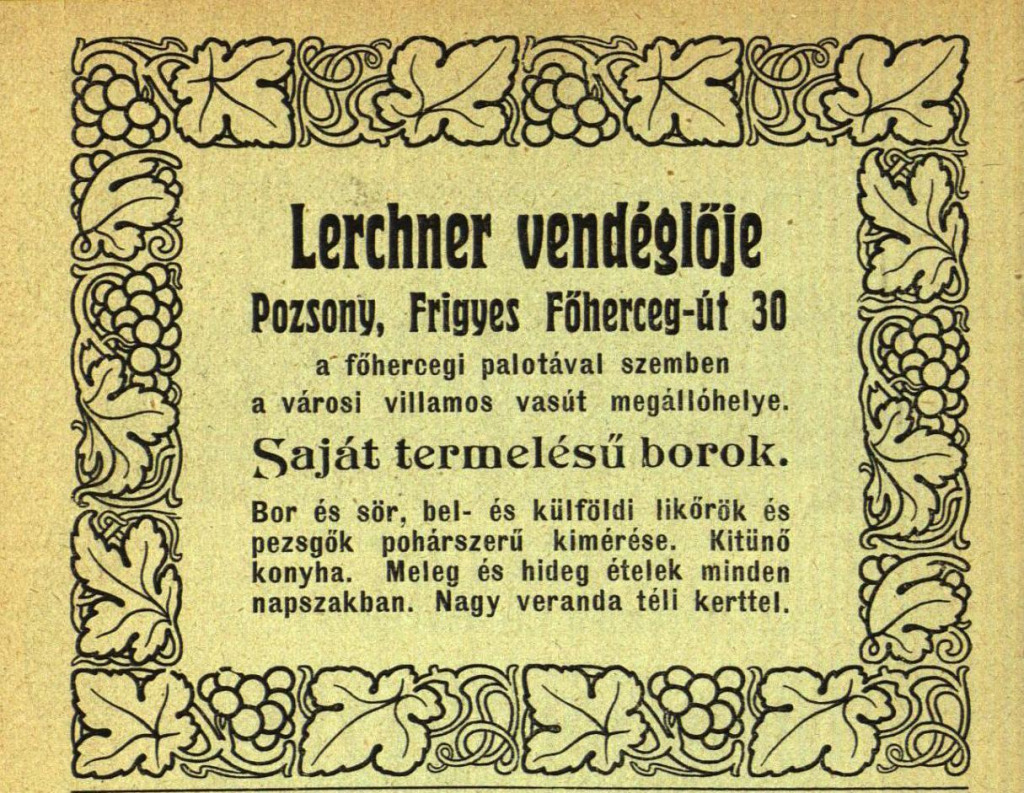 Lerchner vendéglője
Pozsony, Frigyes Főherceg-út 30
a főhercegi palotával szemben
a városi villamos vasút megállóhelye.
Saját termelésű borok.
Bor és sör, bel- és külföldi likőrök és
pezsgők pohárszerű kimérése. Kitünő
konyha. Meleg és hideg ételek minden
napszakban. Nagy veranda téli kerttel.